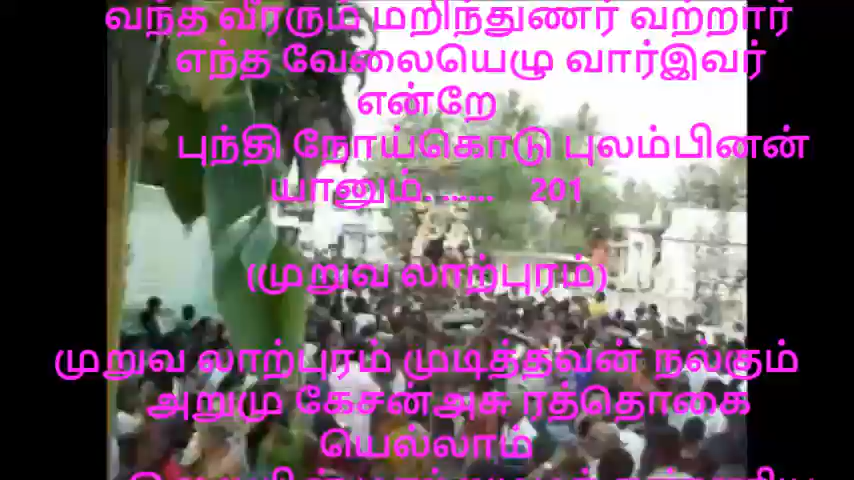 வந்த வீரரும் மறிந்துணர் வற்றார்
எந்த வேலையெழு வார்இவர்
என்றே
புந்தி நோய்கொடு புலம்பினன்
யானும். ...... 201
(முறுவ லாற்புரம்)
முறுவ லாற்புரம் முடித்தவன் நல்கும்
அறுமு கேசன்அசு ரத்தொகை
யெல்லாம்